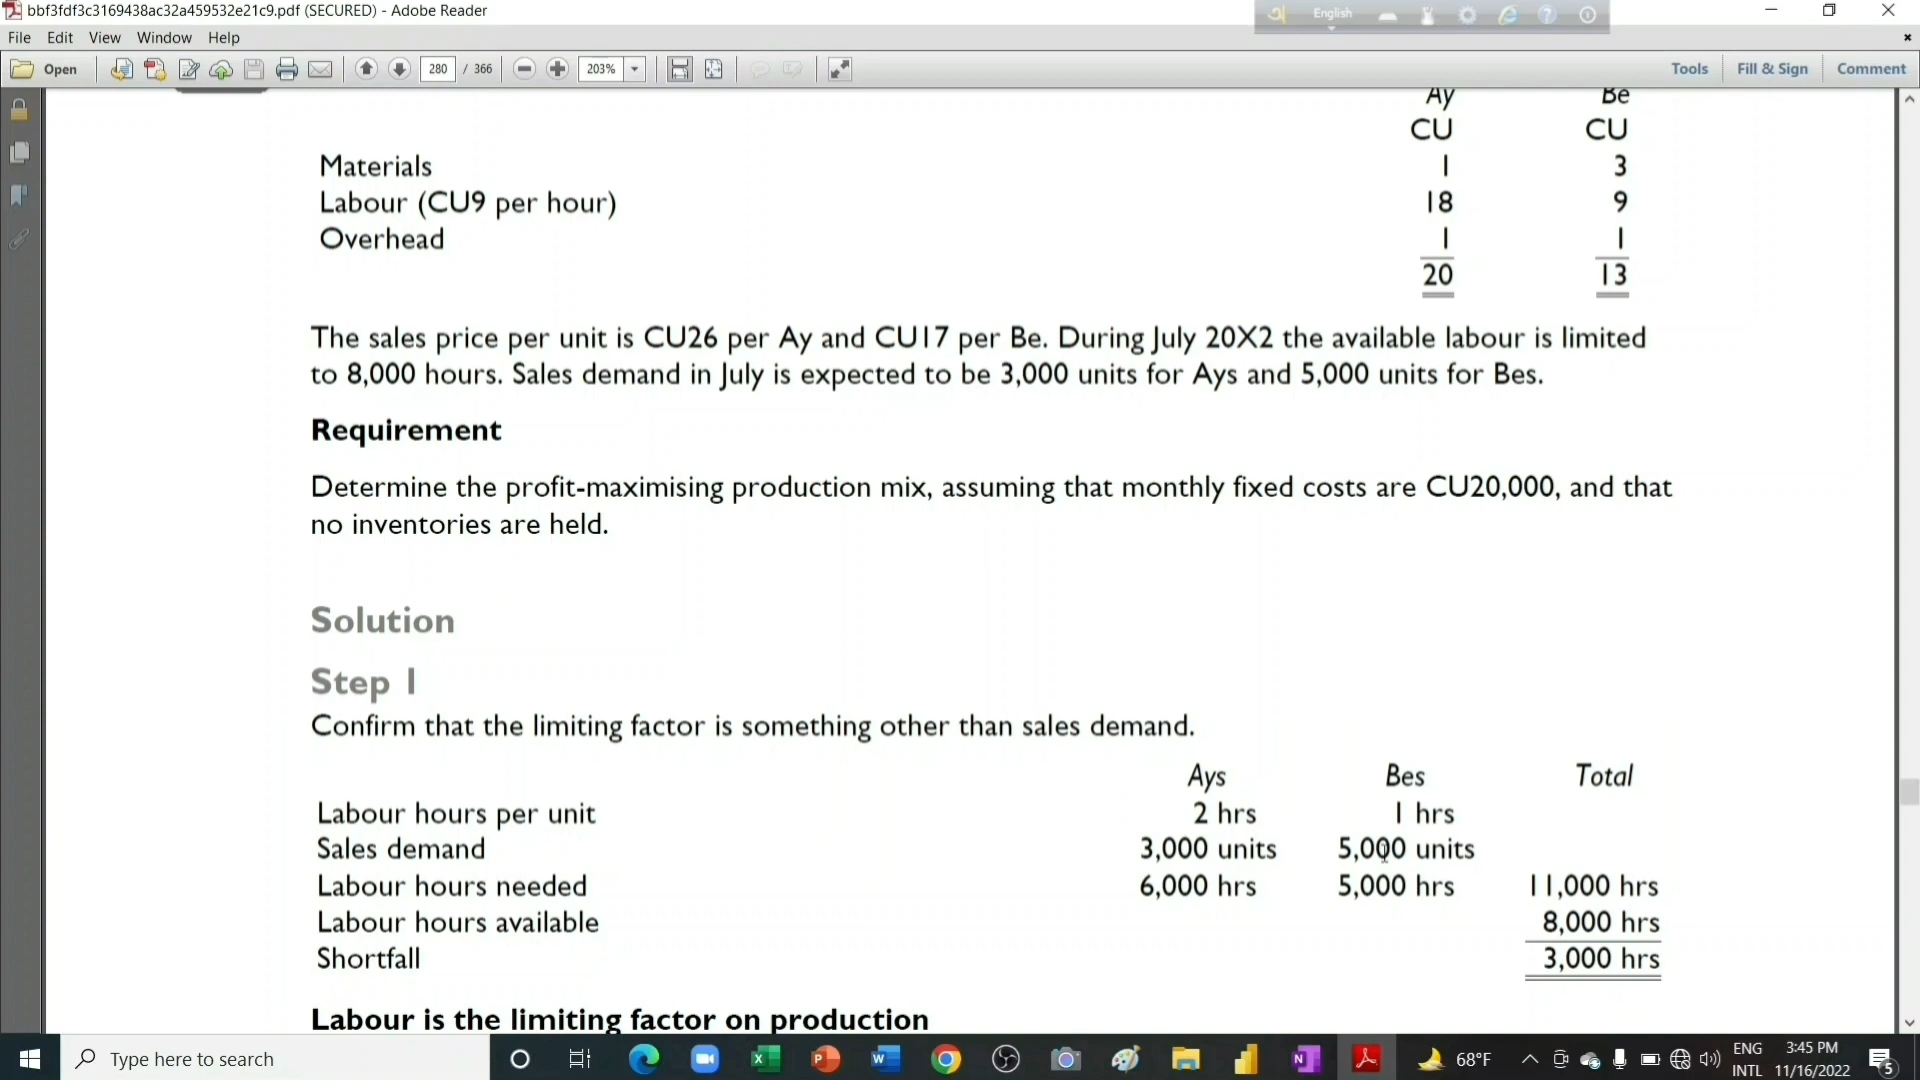 bbf3fdf3c3169438ac32a459532e21c9.pdf (SECURED) - Adobe Reader
English
File Edit View Window Help
Open 280 / 366 203% Tools Fill & Sign Comment
Ay Be
CU CU
Materials 1 3
Labour (CU9 per hour) 18 9
Overhead 1 1
20 13
The sales price per unit is CU26 per Ay and CU17 per Be. During July 20X2 the available labour is limited
to 8,000 hours. Sales demand in July is expected to be 3,000 units for Ays and 5,000 units for Bes.
Requirement
Determine the profit-maximising production mix, assuming that monthly fixed costs are CU20,000, and that
no inventories are held.
Solution
Step 1
Confirm that the limiting factor is something other than sales demand.
Ays Bes Total
Labour hours per unit 2 hrs 1 hrs
Sales demand 3,000 units 5,000 units
Labour hours needed 6,000 hrs 5,000 hrs 11,000 hrs
Labour hours available 8,000 hrs
Shortfall 3,000 hrs
Labour is the limiting factor on production
Type here to search 68°F ENG 3:45 PM
INTL 11/16/2022 5